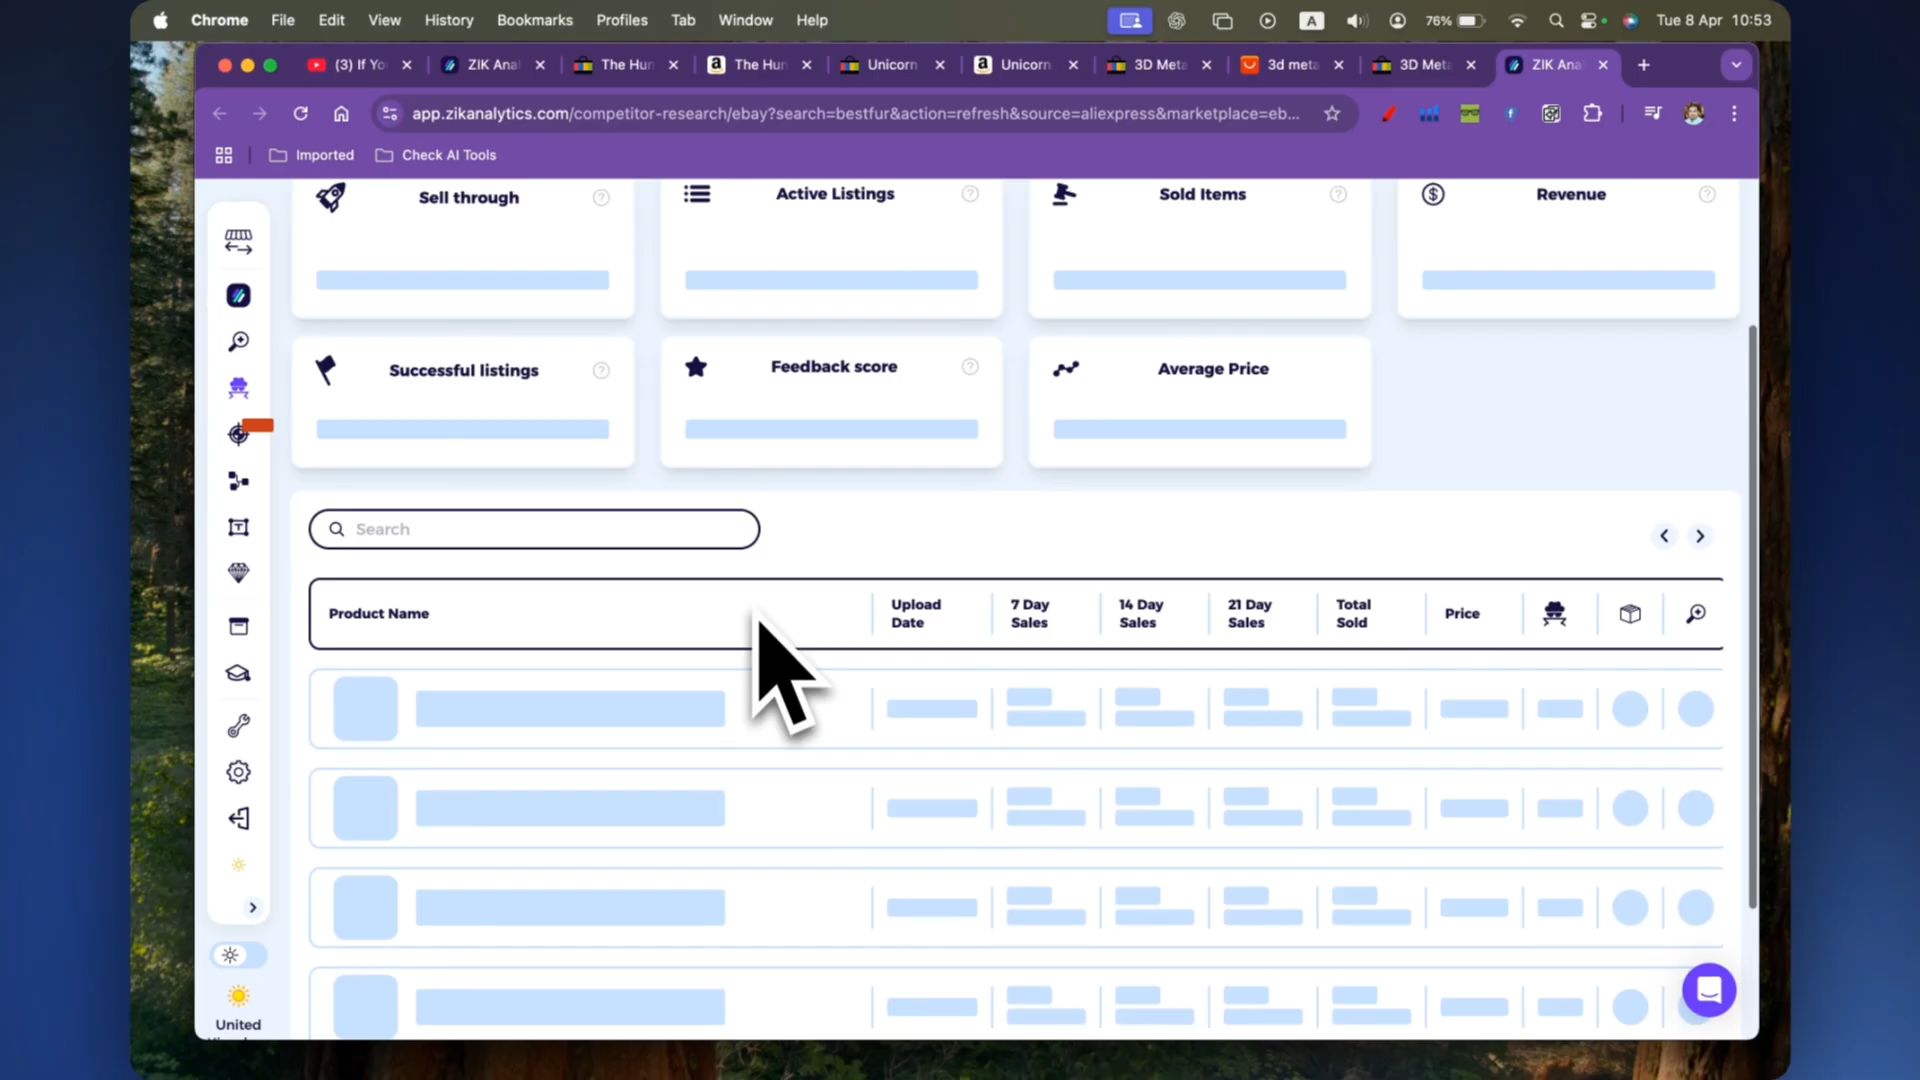 Chrome File Edit View History Bookmarks Profiles Tab Window Help
A 76% Tue 8 Apr 10:53
(3) If Yo ZIK Anal The Hun The Hun Unicorn Unicorn 3D Meta 3d meta 3D Meta ZIK Ana
app.zikanalytics.com/competitor-research/ebay?search=bestfur&action=refresh&source=aliexpress&marketplace=eb...
Imported Check AI Tools
Sell through Active Listings Sold Items Revenue
Successful listings Feedback score Average Price
Search
Product Name
Upload Date
7 Day Sales
14 Day Sales
21 Day Sales
Total Sold
Price
United